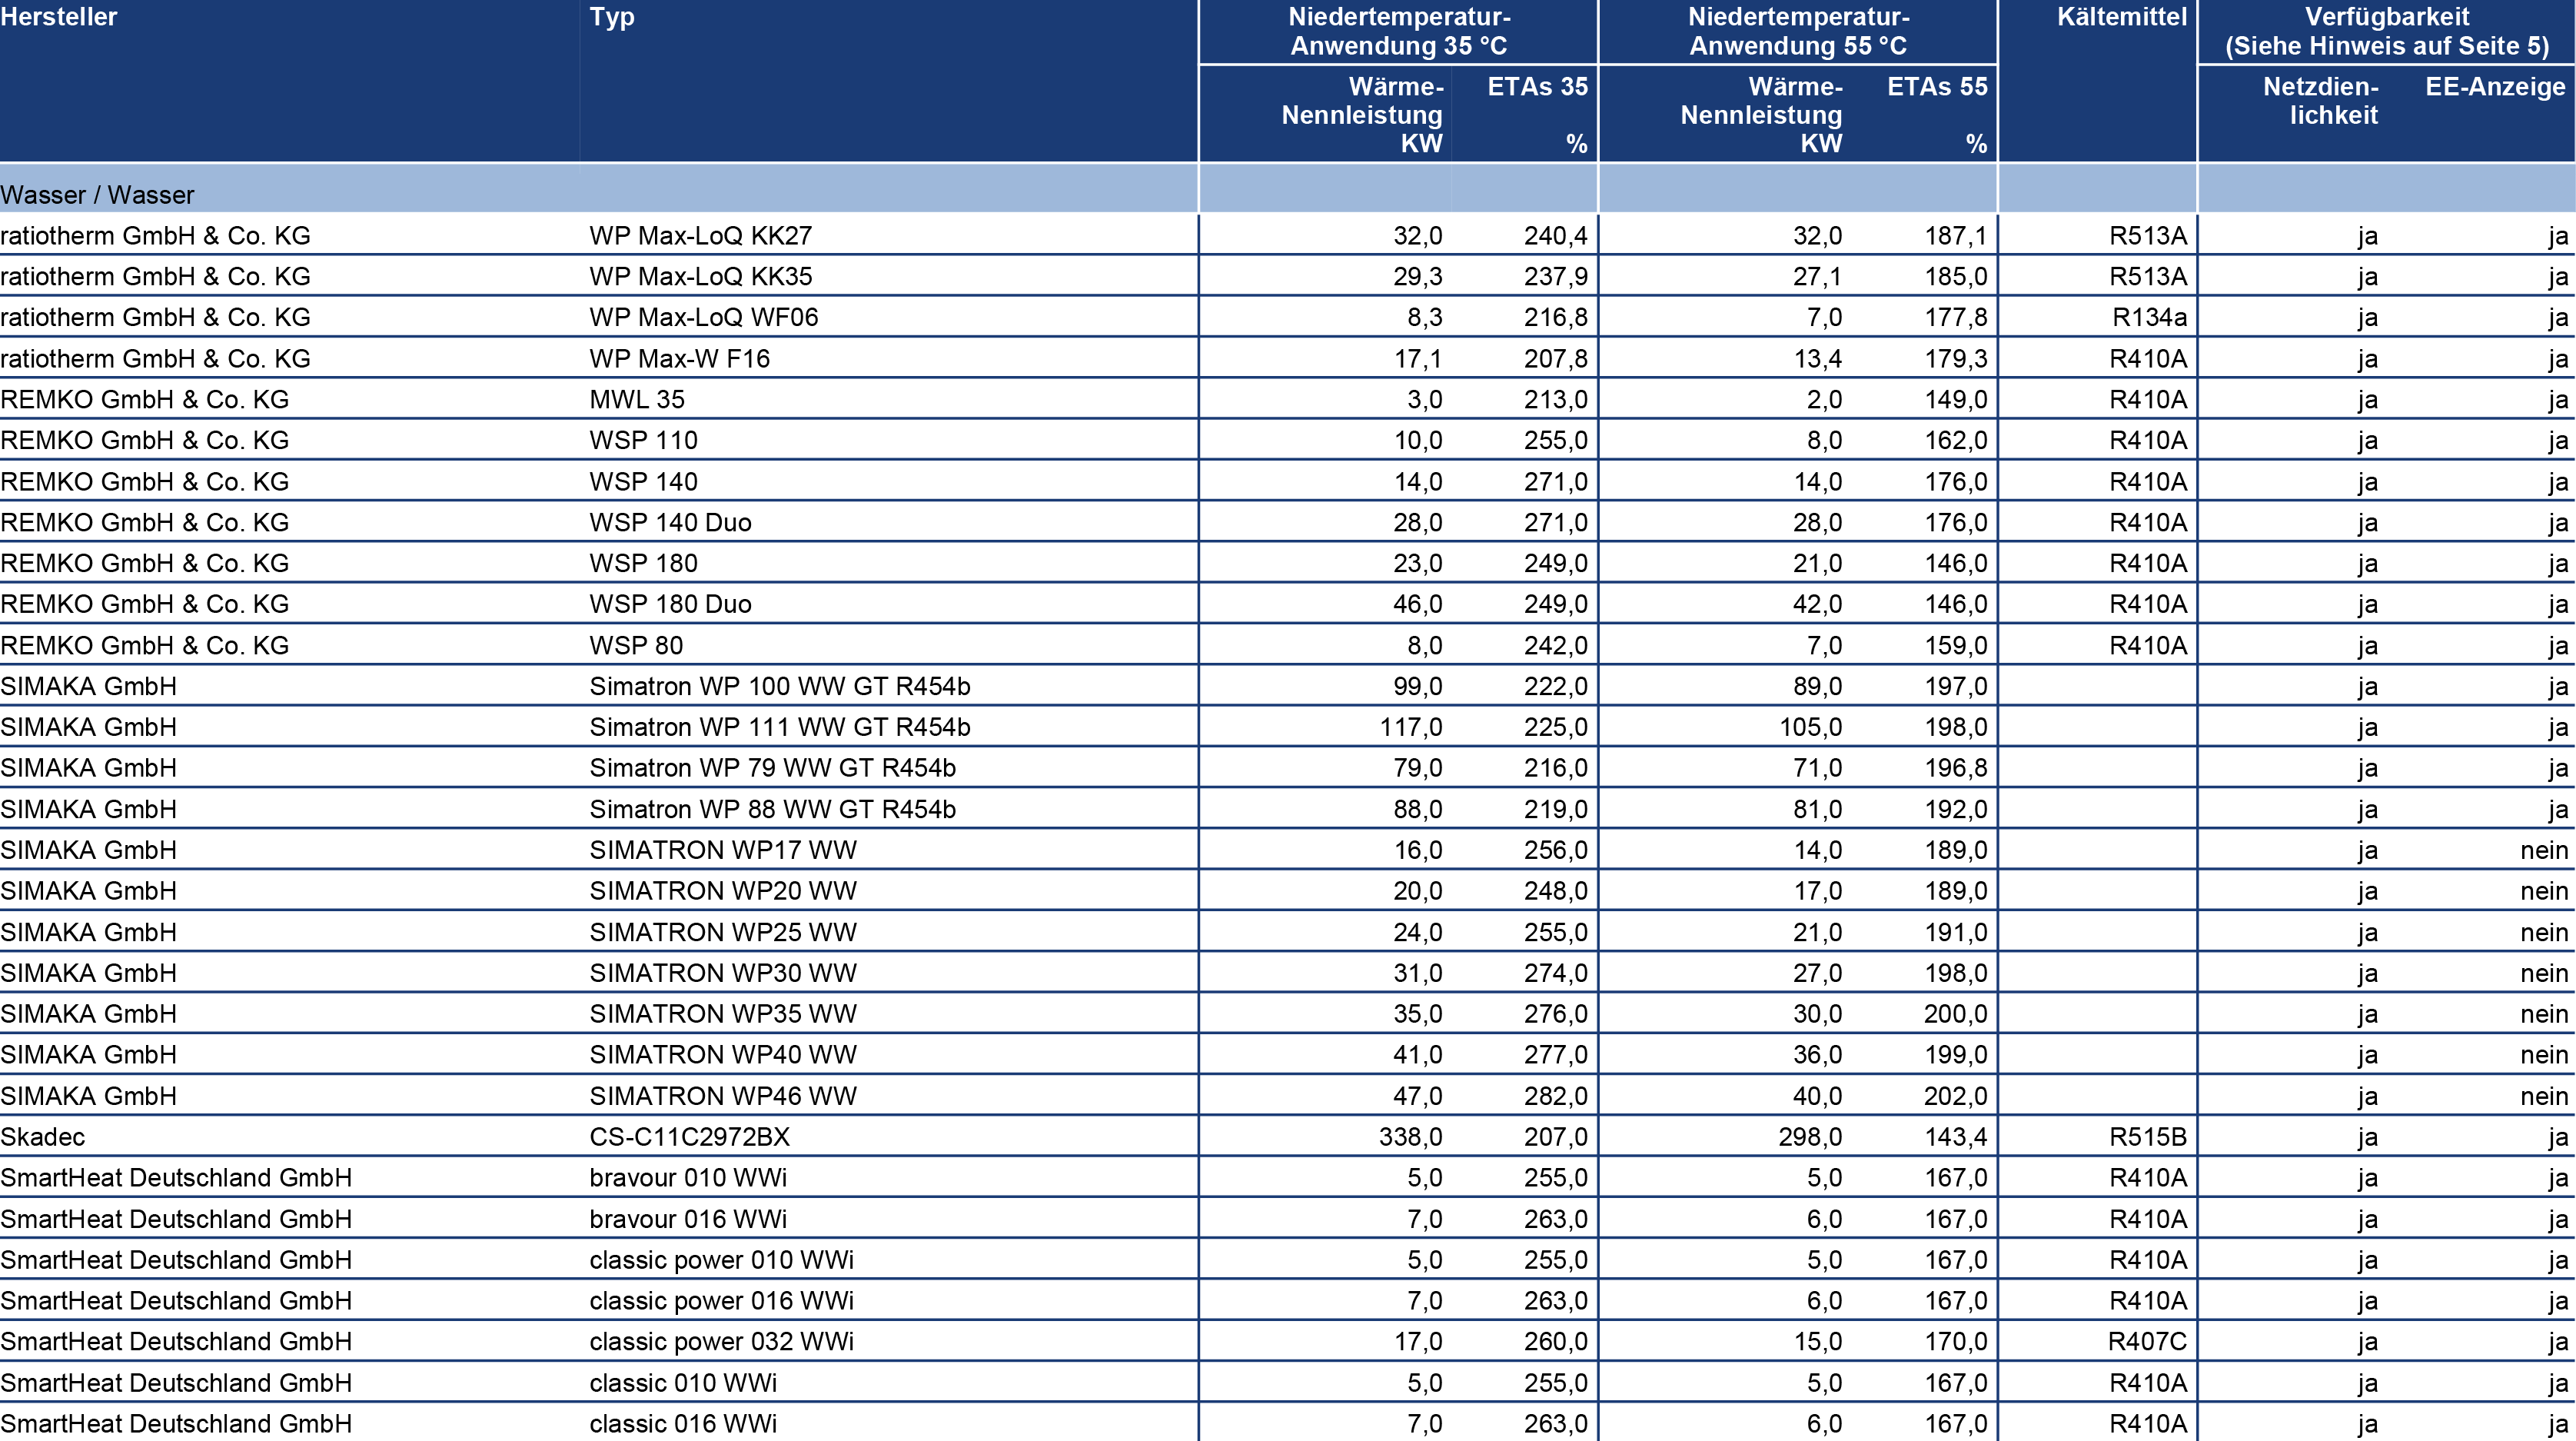 Hersteller Typ Niedertemperatur- Niedertemperatur- Kältemittel Verfügbarkeit
Anwendung 35 °C Anwendung 55 °C (Siehe Hinweis auf Seite 5)
Wärme- ETAs 35 Wärme- ETAs 55 Netzdien- EE-Anzeige
Nennleistung Nennleistung lichkeit
KW % KW %
Wasser / Wasser
ratiotherm GmbH & Co. KG WP Max-LoQ KK27 32,0 240,4 32,0 187,1 R513A ja ja
ratiotherm GmbH & Co. KG WP Max-LoQ KK35 29,3 237,9 27,1 185,0 R513A ja ja
ratiotherm GmbH & Co. KG WP Max-LoQ WF06 8,3 216,8 7,0 177,8 R134a ja ja
ratiotherm GmbH & Co. KG WP Max-W F16 17,1 207,8 13,4 179,3 R410A ja ja
REMKO GmbH & Co. KG MWL 35 3,0 213,0 2,0 149,0 R410A ja ja
REMKO GmbH & Co. KG WSP 110 10,0 255,0 8,0 162,0 R410A ja ja
REMKO GmbH & Co. KG WSP 140 14,0 271,0 14,0 176,0 R410A ja ja
REMKO GmbH & Co. KG WSP 140 Duo 28,0 271,0 28,0 176,0 R410A ja ja
REMKO GmbH & Co. KG WSP 180 23,0 249,0 21,0 146,0 R410A ja ja
REMKO GmbH & Co. KG WSP 180 Duo 46,0 249,0 42,0 146,0 R410A ja ja
REMKO GmbH & Co. KG WSP 80 8,0 242,0 7,0 159,0 R410A ja ja
SIMAKA GmbH Simatron WP 100 WW GT R454b 99,0 222,0 89,0 197,0 ja ja
SIMAKA GmbH Simatron WP 111 WW GT R454b 117,0 225,0 105,0 198,0 ja ja
SIMAKA GmbH Simatron WP 79 WW GT R454b 79,0 216,0 71,0 196,8 ja ja
SIMAKA GmbH Simatron WP 88 WW GT R454b 88,0 219,0 81,0 192,0 ja ja
SIMAKA GmbH SIMATRON WP17 WW 16,0 256,0 14,0 189,0 ja nein
SIMAKA GmbH SIMATRON WP20 WW 20,0 248,0 17,0 189,0 ja nein
SIMAKA GmbH SIMATRON WP25 WW 24,0 255,0 21,0 191,0 ja nein
SIMAKA GmbH SIMATRON WP30 WW 31,0 274,0 27,0 198,0 ja nein
SIMAKA GmbH SIMATRON WP35 WW 35,0 276,0 30,0 200,0 ja nein
SIMAKA GmbH SIMATRON WP40 WW 41,0 277,0 36,0 199,0 ja nein
SIMAKA GmbH SIMATRON WP46 WW 47,0 282,0 40,0 202,0 ja nein
Skadec CS-C11C2972BX 338,0 207,0 298,0 143,4 R515B ja ja
SmartHeat Deutschland GmbH bravour 010 WWi 5,0 255,0 5,0 167,0 R410A ja ja
SmartHeat Deutschland GmbH bravour 016 WWi 7,0 263,0 6,0 167,0 R410A ja ja
SmartHeat Deutschland GmbH classic power 010 WWi 5,0 255,0 5,0 167,0 R410A ja ja
SmartHeat Deutschland GmbH classic power 016 WWi 7,0 263,0 6,0 167,0 R410A ja ja
SmartHeat Deutschland GmbH classic power 032 WWi 17,0 260,0 15,0 170,0 R407C ja ja
SmartHeat Deutschland GmbH classic 010 WWi 5,0 255,0 5,0 167,0 R410A ja ja
SmartHeat Deutschland GmbH classic 016 WWi 7,0 263,0 6,0 167,0 R410A ja ja